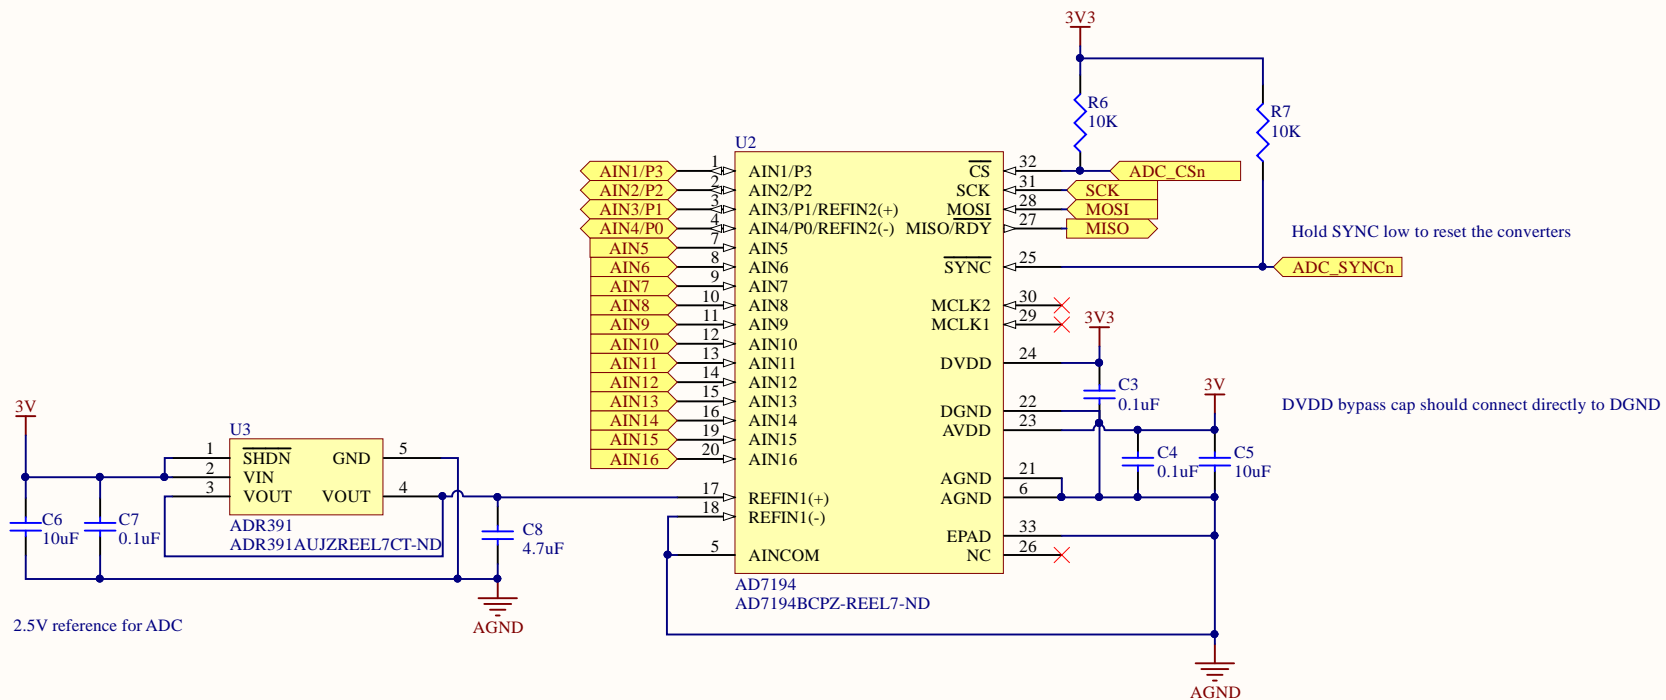 3V3
R6
10K
R7
10K
U2
AIN1/P3 1 AIN1/P3 CS 32 ADC_CSn
AIN2/P2 2 AIN2/P2 SCK 31 SCK
AIN3/P1 3 AIN3/P1/REFIN2(+) MOSI 28 MOSI
AIN4/P0 4 AIN4/P0/REFIN2(-) MISO/RDY 27 MISO
Hold SYNC low to reset the converters
AIN5 7 AIN5
AIN6 8 AIN6 SYNC 25 ADC_SYNCn
AIN7 9 AIN7
AIN8 10 AIN8 MCLK2 30
AIN9 11 AIN9 MCLK1 29
3V3
AIN10 12 AIN10
AIN11 13 AIN11 DVDD 24
AIN12 14 AIN12
C3
0.1uF
3V
AIN13 15 AIN13 DGND 22
DVDD bypass cap should connect directly to DGND
AIN14 16 AIN14 AVDD 23
AIN15 19 AIN15
AIN16 20 AIN16
C4
0.1uF
C5
10uF
AGND 21
17 REFIN1(+) AGND 6
18 REFIN1(-)
EPAD 33
5 AINCOM NC 26
AD7194
AD7194BCPZ-REEL7-ND
3V
U3
1 SHDN GND 5
2 VIN
3 VOUT VOUT 4
C6
10uF
C7
0.1uF
ADR391
ADR391AUJZREEL7CT-ND
C8
4.7uF
2.5V reference for ADC
AGND
AGND